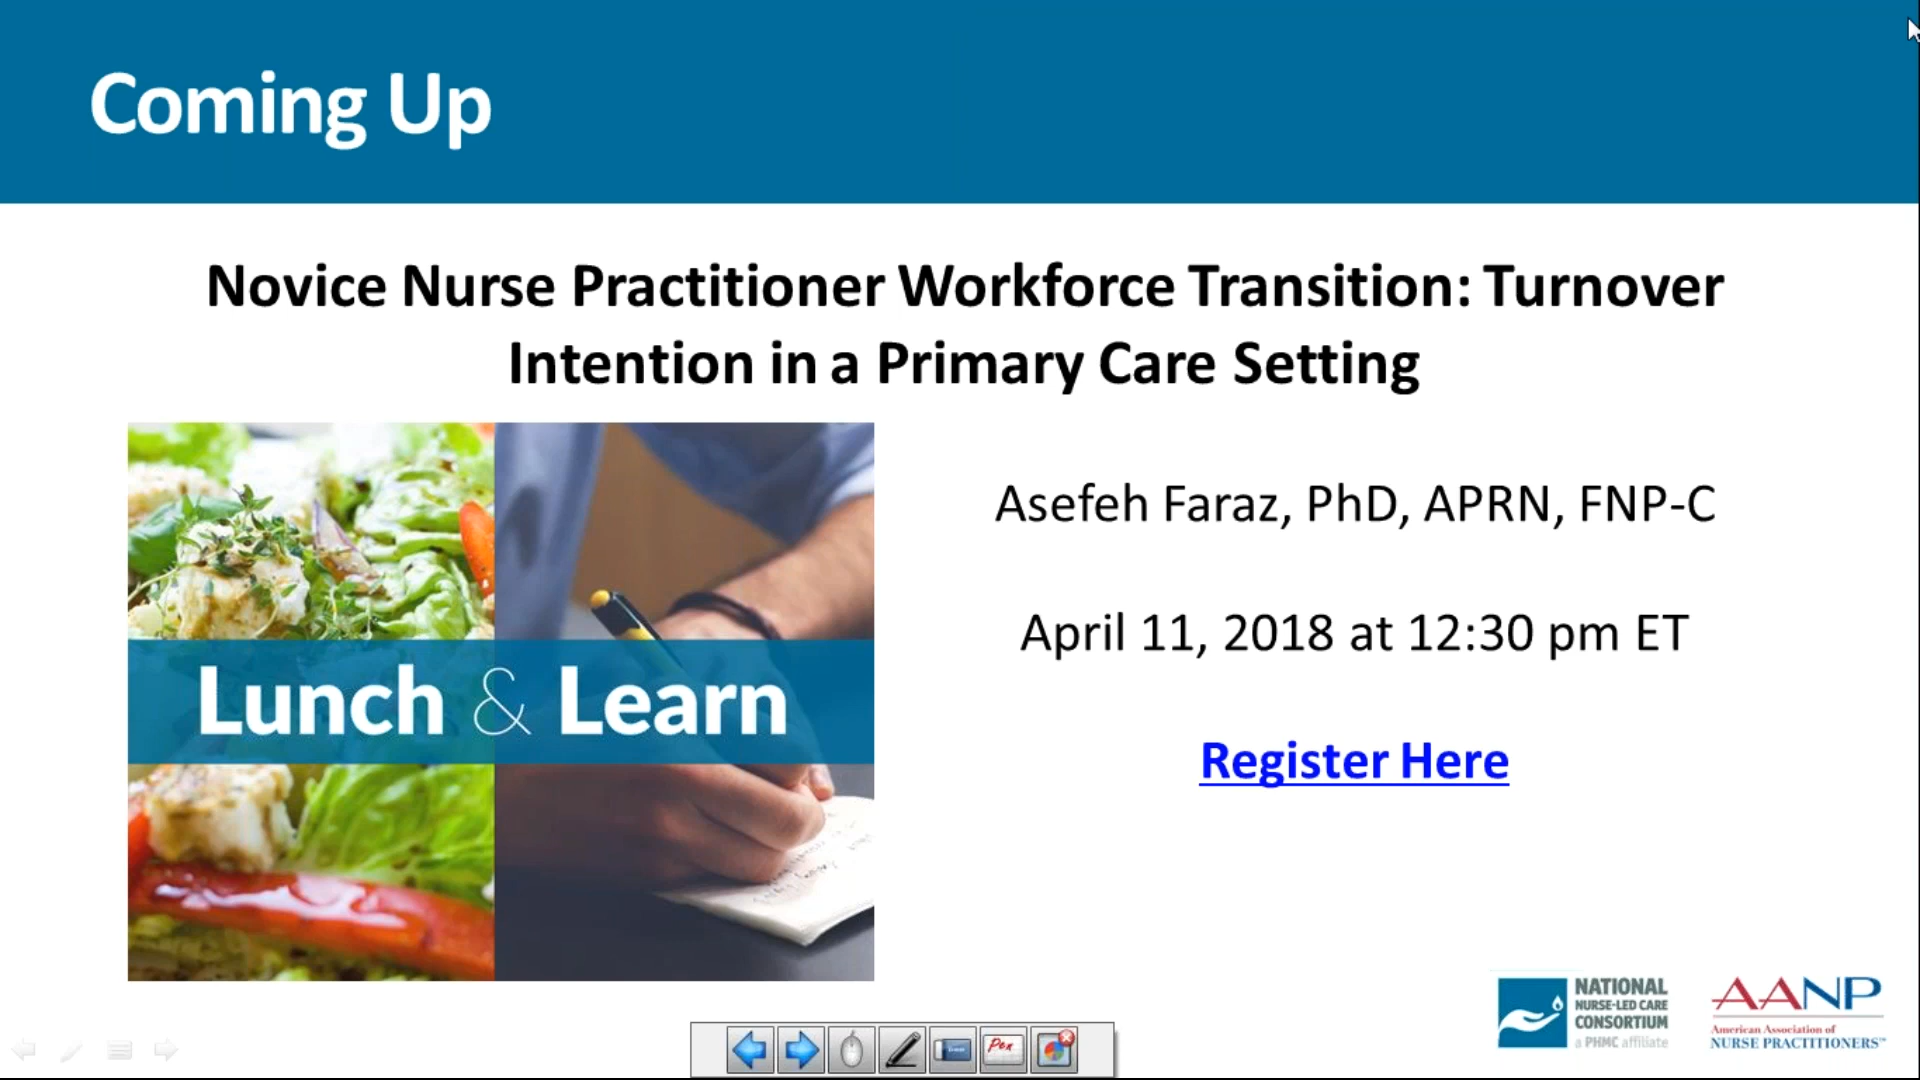 Coming Up
Novice Nurse Practitioner Workforce Transition: Turnover
Intention in a Primary Care Setting
Lunch & Learn
Asefeh Faraz, PhD, APRN, FNP-C
April 11, 2018 at 12:30 pm ET
Register Here
NATIONAL
NURSE-LED CARE
CONSORTIUM
a PHMC affiliate
AANP
American Association of
NURSE PRACTITIONERS™
Pen